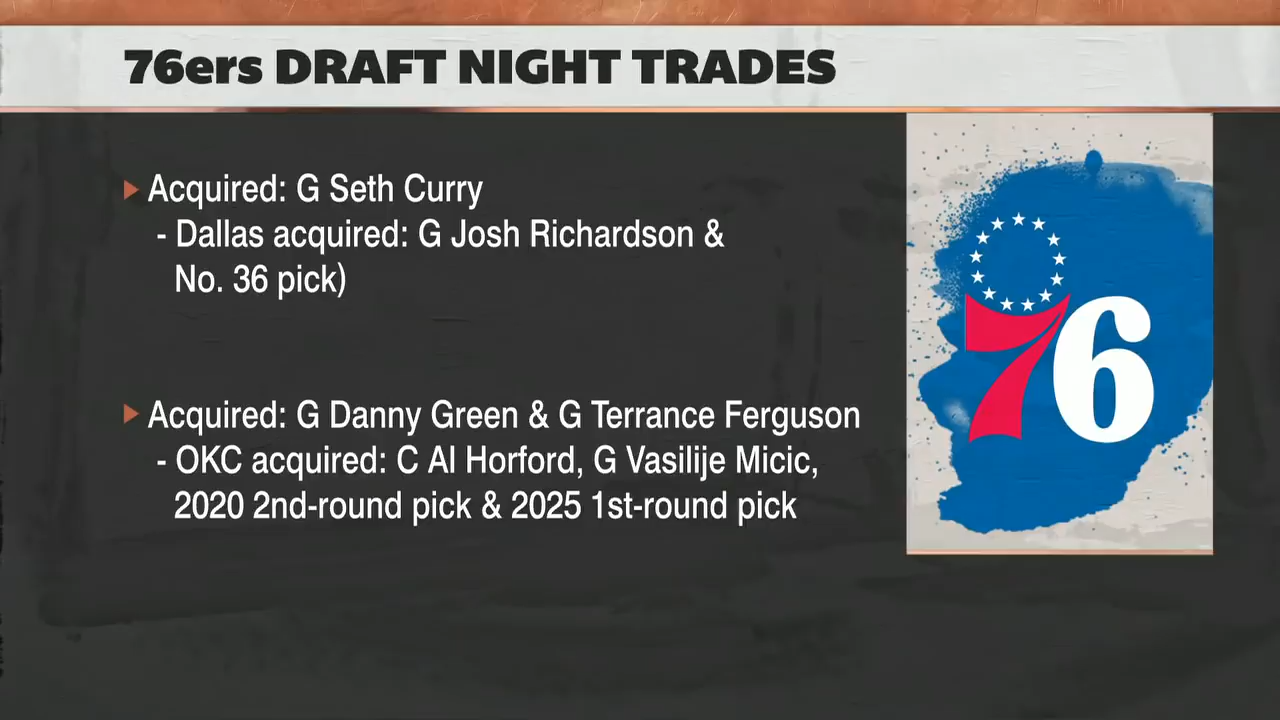 76ers DRAFT NIGHT TRADES
Acquired: G Seth Curry
- Dallas acquired: G Josh Richardson &
No. 36 pick)
Acquired: G Danny Green & G Terrance Ferguson
- OKC acquired: C Al Horford, G Vasilije Micic,
2020 2nd-round pick & 2025 1st-round pick
76